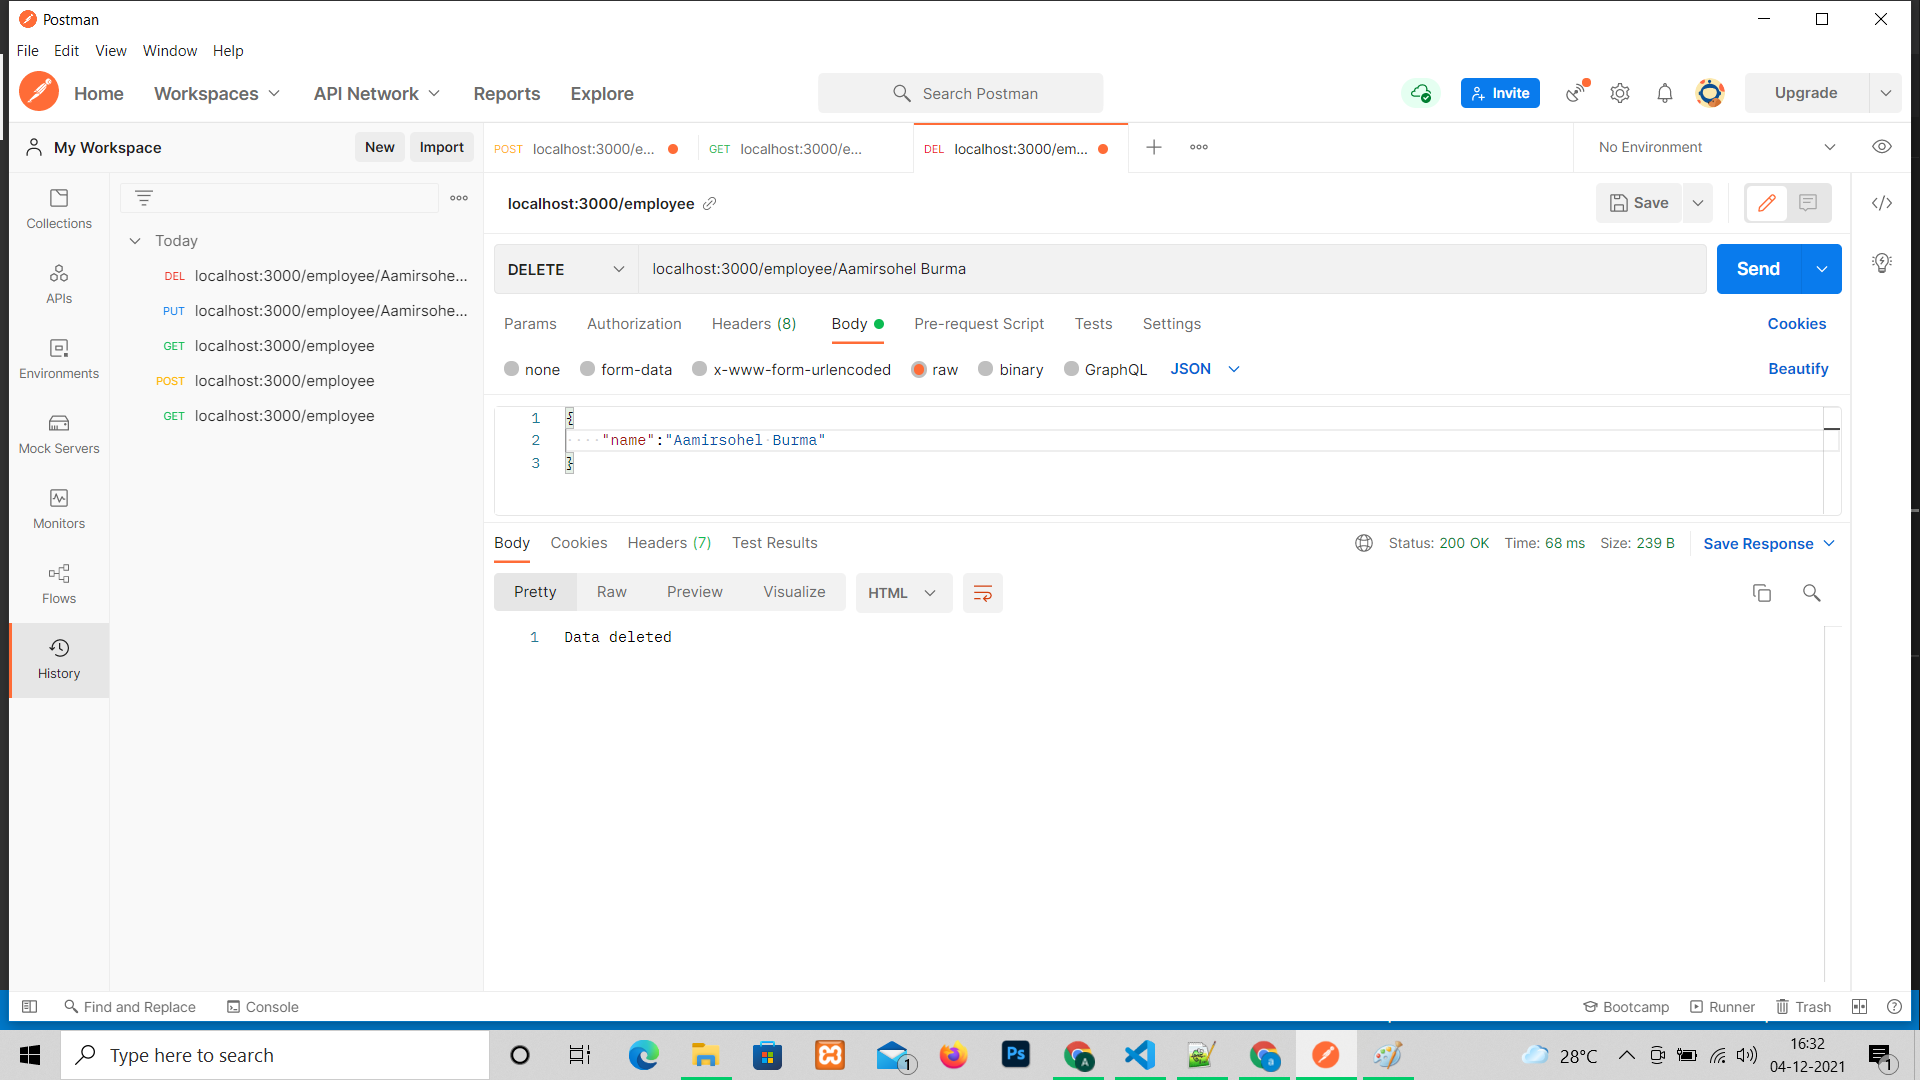 Postman
File Edit View Window Help
Home Workspaces API Network Reports Explore Search Postman Invite Upgrade
My Workspace New Import POST localhost:3000/e... GET localhost:3000/e... DEL localhost:3000/em... No Environment
localhost:3000/employee Save
Collections
APIs
Environments
Mock Servers
Monitors
Flows
History
Today
DEL localhost:3000/employee/Aamirsohe...
PUT localhost:3000/employee/Aamirsohe...
GET localhost:3000/employee
POST localhost:3000/employee
GET localhost:3000/employee
DELETE localhost:3000/employee/Aamirsohel Burma Send
Params Authorization Headers (8) Body Pre-request Script Tests Settings Cookies
none form-data x-www-form-urlencoded raw binary GraphQL JSON Beautify
1 {
2 "name":"Aamirsohel Burma"
3 }
Body Cookies Headers (7) Test Results Status: 200 OK Time: 68 ms Size: 239 B Save Response
Pretty Raw Preview Visualize HTML
1 Data deleted
Find and Replace Console Bootcamp Runner Trash
Type here to search Ps 1 A a 28°C 16:32 1
04-12-2021